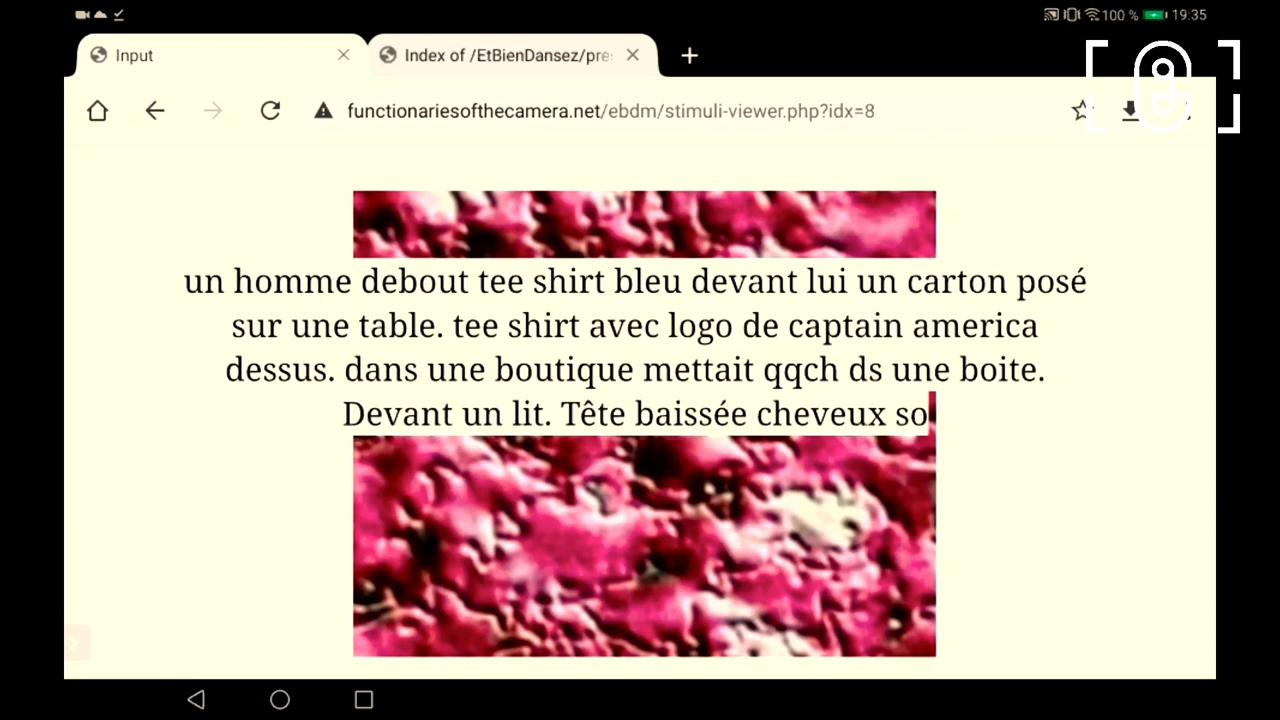 100 % 19:35
Input
Index of /EtBienDansez/pre
functionariesofthecamera.net/ebdm/stimuli-viewer.php?idx=8
un homme debout tee shirt bleu devant lui un carton posé
sur une table. tee shirt avec logo de captain america
dessus. dans une boutique mettait qqch ds une boite.
Devant un lit. Tête baissée cheveux so